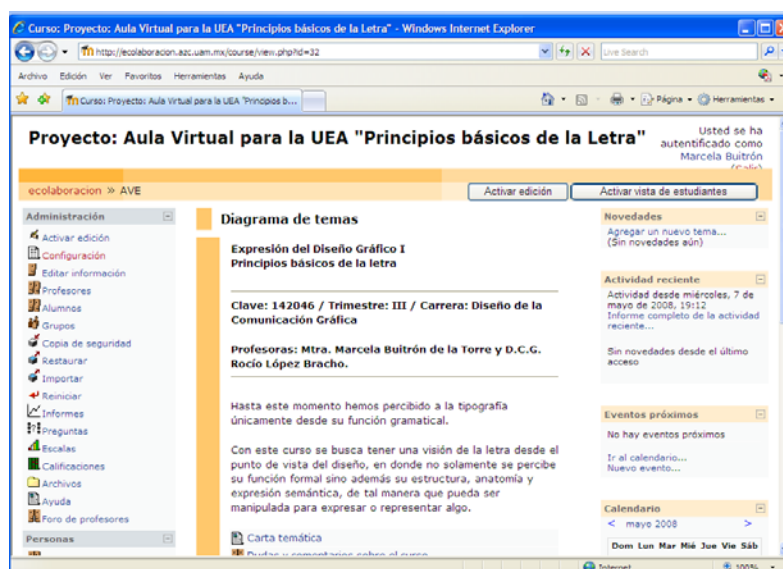 Curso: Proyecto: Aula Virtual para la UEA "Principios básicos de la Letra" - Windows Internet Explorer
http://ecolaboracion.azc.uam.mx/course/view.php?id=32
Live Search
Archivo Edición Ver Favoritos Herramientas Ayuda
Curso: Proyecto: Aula Virtual para la UEA "Principios b...
Página
Herramientas
Proyecto: Aula Virtual para la UEA "Principios básicos de la Letra"
Usted se ha
autentificado como
Marcela Buitrón
(Salir)
ecolaboracion » AVE
Activar edición
Activar vista de estudiantes
Administración
Activar edición
Configuración
Editar información
Profesores
Alumnos
Grupos
Copia de seguridad
Restaurar
Importar
Reiniciar
Informes
Preguntas
Escalas
Calificaciones
Archivos
Ayuda
Foro de profesores
Personas
Diagrama de temas
Expresión del Diseño Gráfico I
Principios básicos de la letra
Clave: 142046 / Trimestre: III / Carrera: Diseño de la
Comunicación Gráfica
Profesoras: Mtra. Marcela Buitrón de la Torre y D.C.G.
Rocío López Bracho.
Hasta este momento hemos percibido a la tipografía
únicamente desde su función gramatical.
Con este curso se busca tener una visión de la letra desde el
punto de vista del diseño, en donde no solamente se percibe
su función formal sino además su estructura, anatomía y
expresión semántica, de tal manera que pueda ser
manipulada para expresar o representar algo.
Carta temática
Dudas y comentarios sobre el curso
Novedades
Agregar un nuevo tema...
(Sin novedades aún)
Actividad reciente
Actividad desde miércoles, 7 de
mayo de 2008, 19:12
Informe completo de la actividad
reciente...
Sin novedades desde el último
acceso
Eventos próximos
No hay eventos próximos
Ir al calendario...
Nuevo evento...
Calendario
< mayo 2008 >
Dom Lun Mar Mié Jue Vie Sáb
Internet
100%